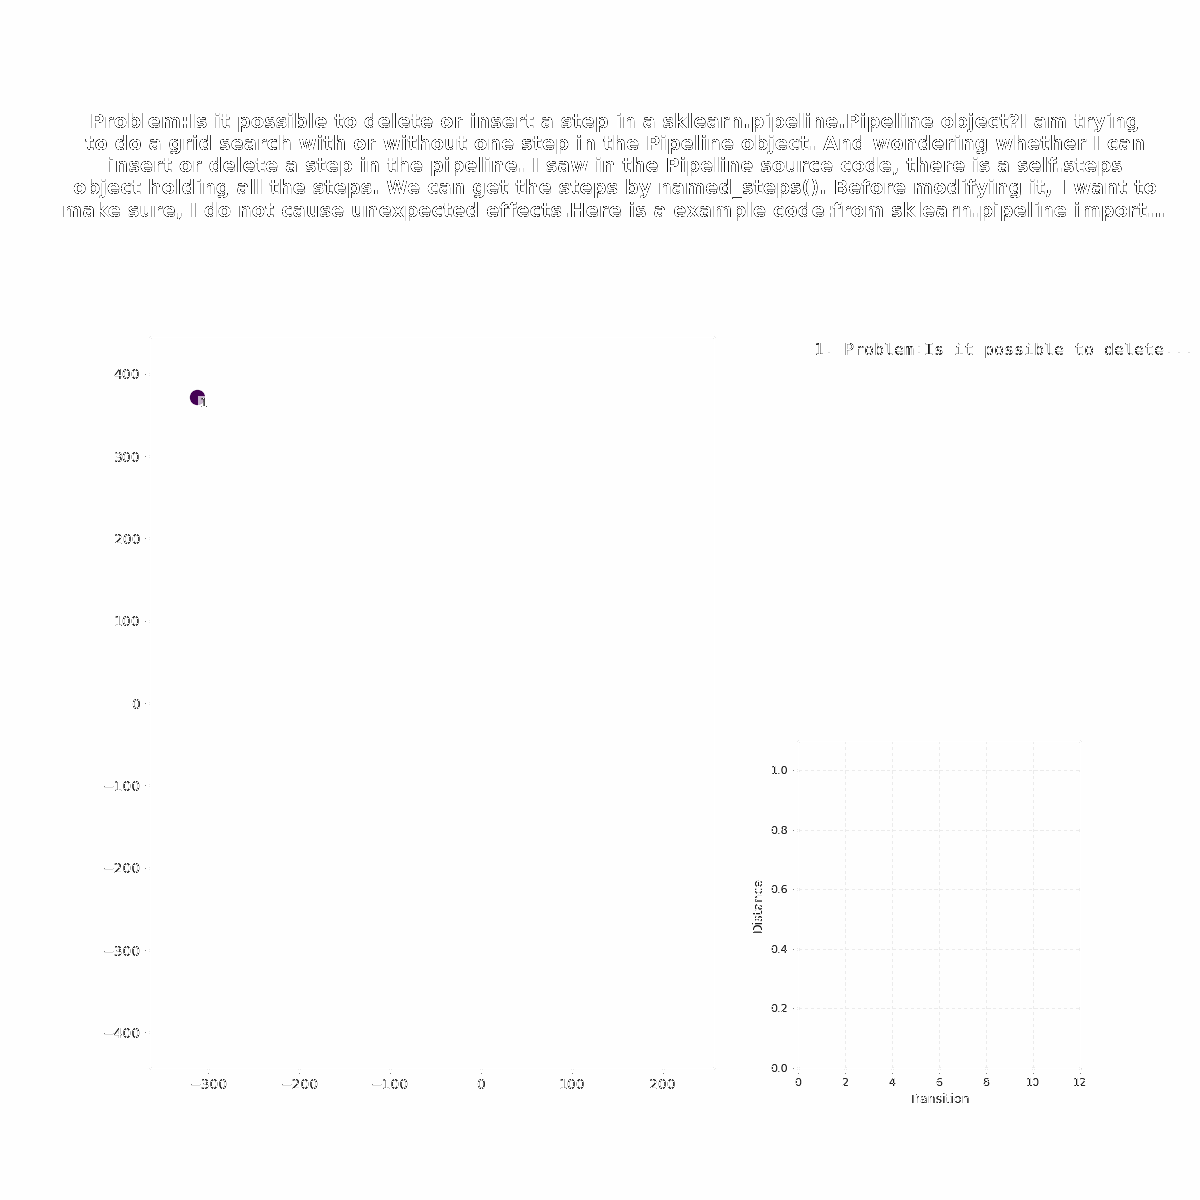 Problem:Is it possible to delete or insert a step in a sklearn.pipeline.Pipeline object?I am trying
to do a grid search with or without one step in the Pipeline object. And wondering whether I can
insert or delete a step in the pipeline. I saw in the Pipeline source code, there is a self.steps
object holding all the steps. We can get the steps by named_steps(). Before modifying it, I want to
make sure, I do not cause unexpected effects.Here is a example code:from sklearn.pipeline import...
1. Problem:Is it possible to delete...
400
1
300
200
100
0
−100
−200
−300
−400
−300 −200 −100 0 100 200
1.0
0.8
0.6
0.4
0.2
0.0
Distance
0 2 4 6 8 10 12
Transition